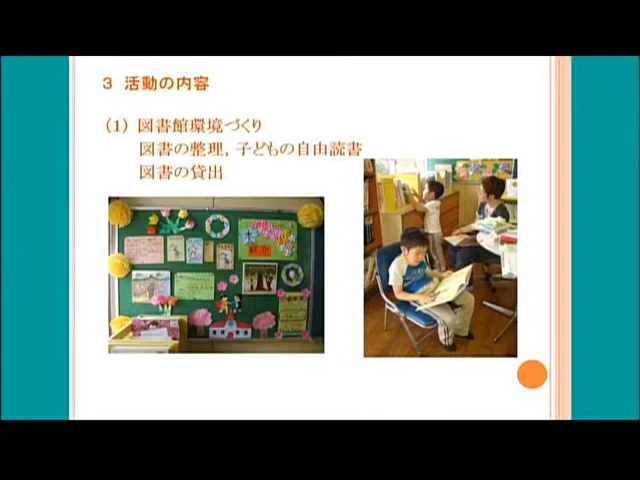 ３ 活動の内容
（1）図書館環境づくり
図書の整理，子どもの自由読書
図書の貸出